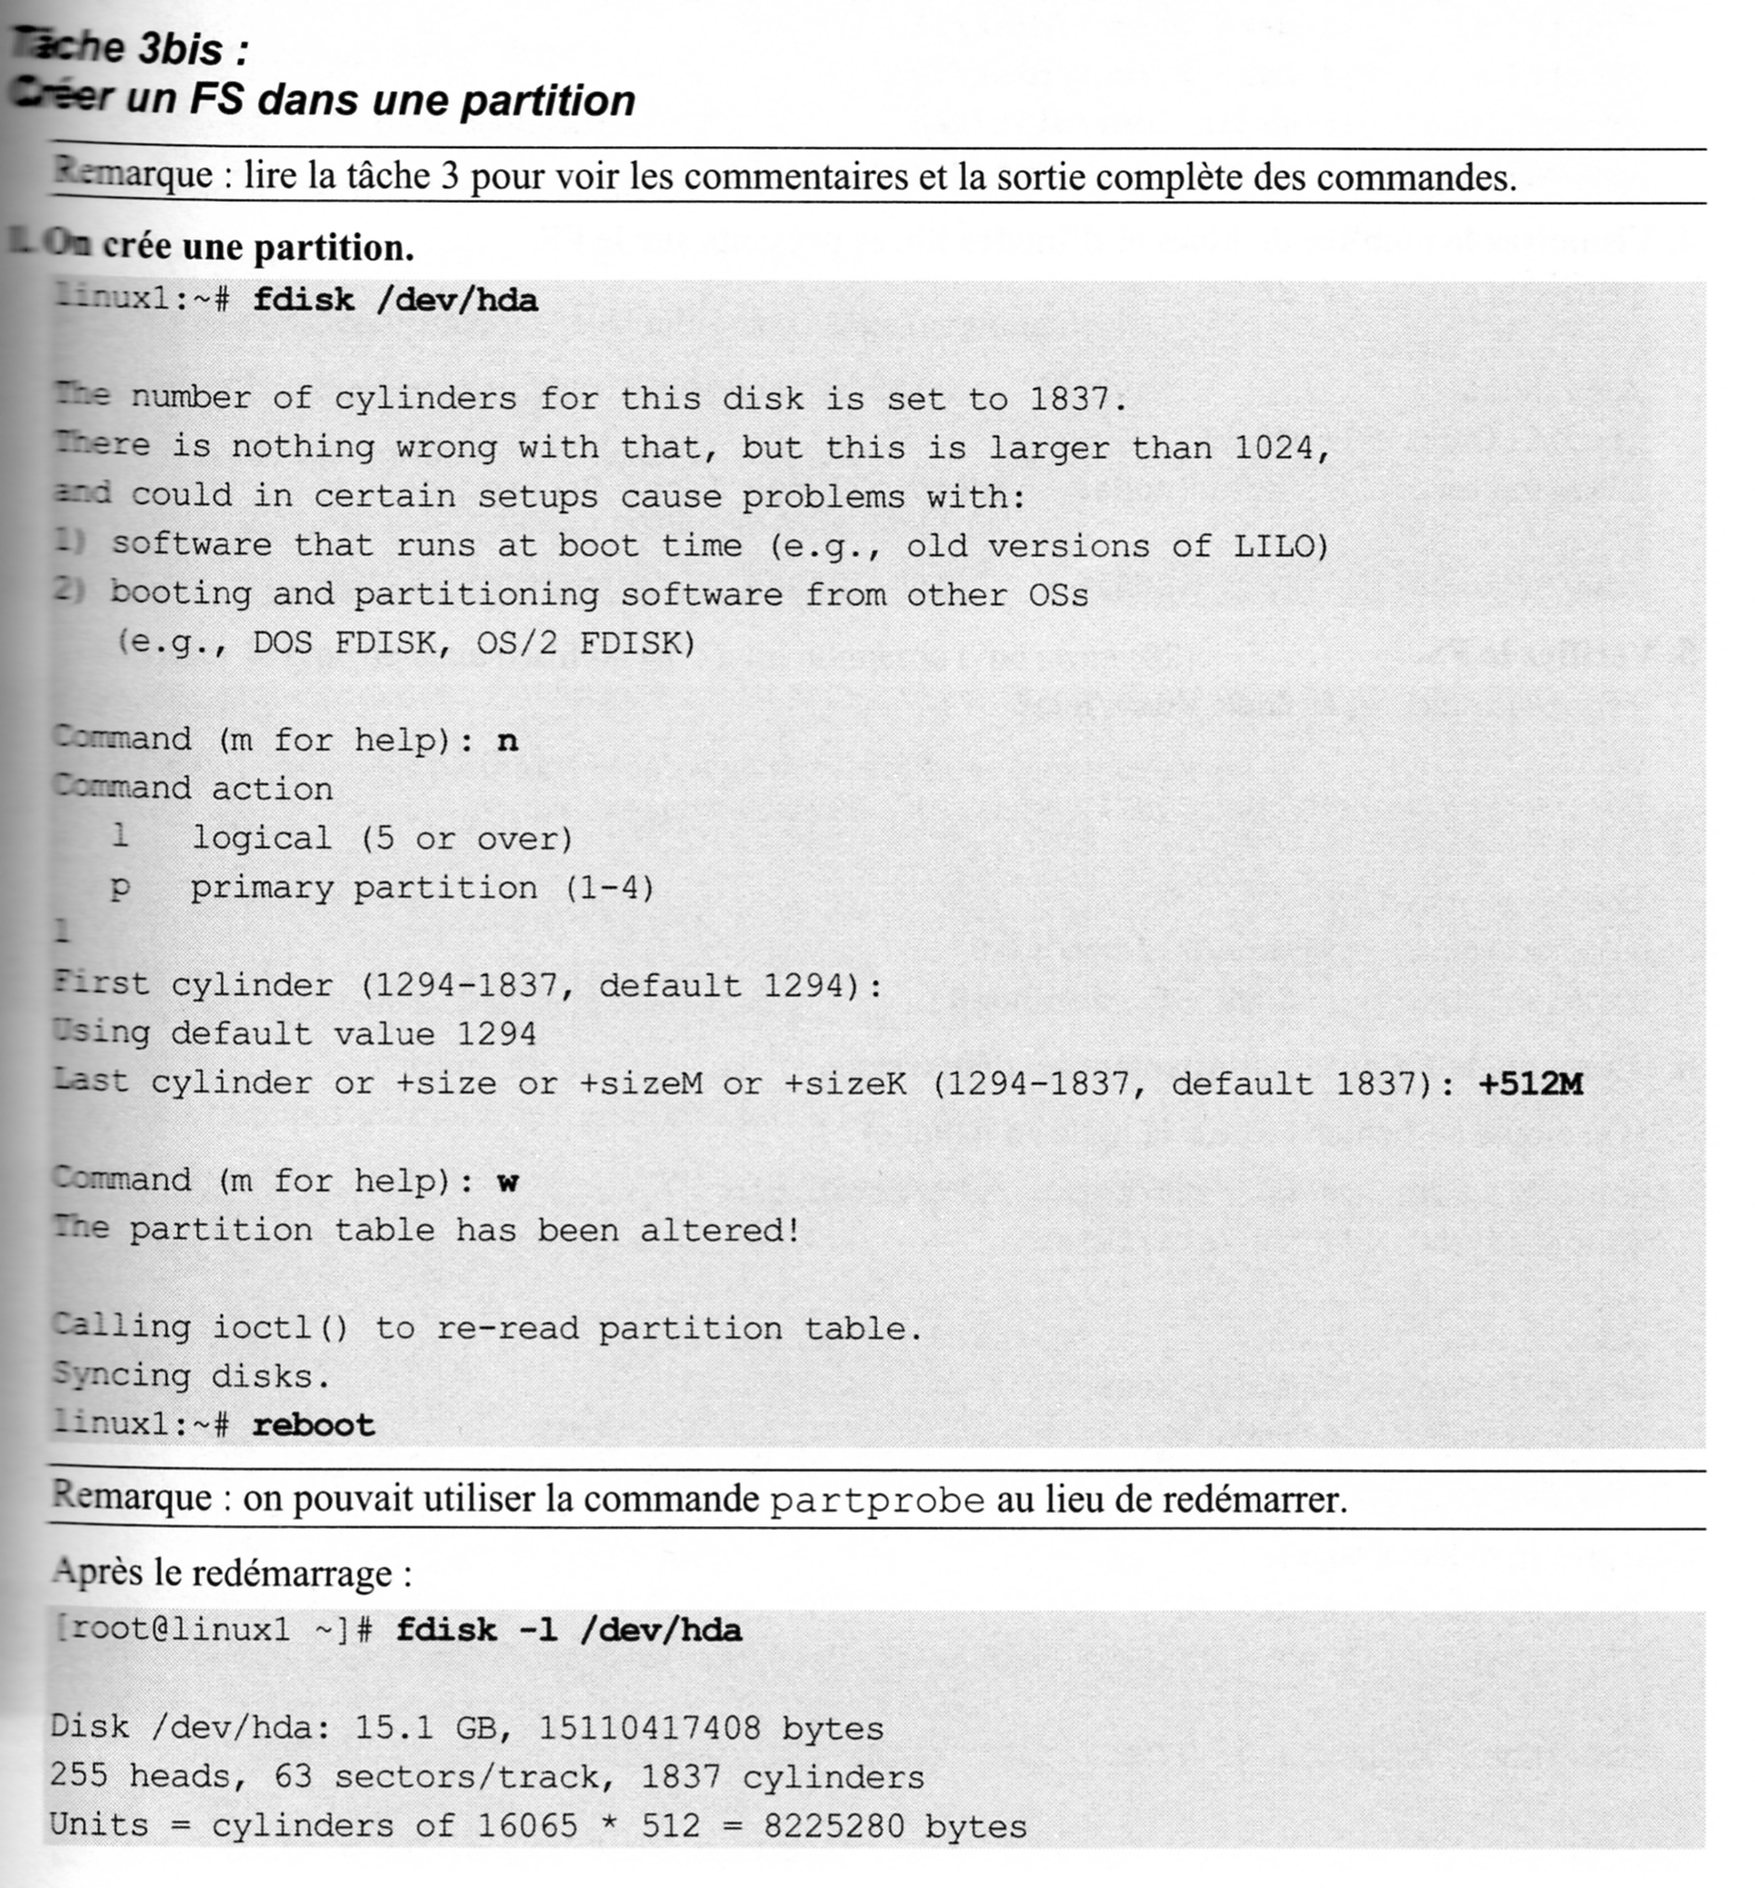 Tâche 3bis :
Créer un FS dans une partition
Remarque : lire la tâche 3 pour voir les commentaires et la sortie complète des commandes.
1. On crée une partition.
linux1:~# fdisk /dev/hda
The number of cylinders for this disk is set to 1837.
There is nothing wrong with that, but this is larger than 1024,
and could in certain setups cause problems with:
1) software that runs at boot time (e.g., old versions of LILO)
2) booting and partitioning software from other OSs
(e.g., DOS FDISK, OS/2 FDISK)
Command (m for help): n
Command action
l logical (5 or over)
p primary partition (1-4)
l
First cylinder (1294-1837, default 1294):
Using default value 1294
Last cylinder or +size or +sizeM or +sizeK (1294-1837, default 1837): +512M
Command (m for help): w
The partition table has been altered!
Calling ioctl() to re-read partition table.
Syncing disks.
linux1:~# reboot
Remarque : on pouvait utiliser la commande partprobe au lieu de redémarrer.
Après le redémarrage :
[root@linux1 ~]# fdisk -l /dev/hda
Disk /dev/hda: 15.1 GB, 15110417408 bytes
255 heads, 63 sectors/track, 1837 cylinders
Units = cylinders of 16065 * 512 = 8225280 bytes